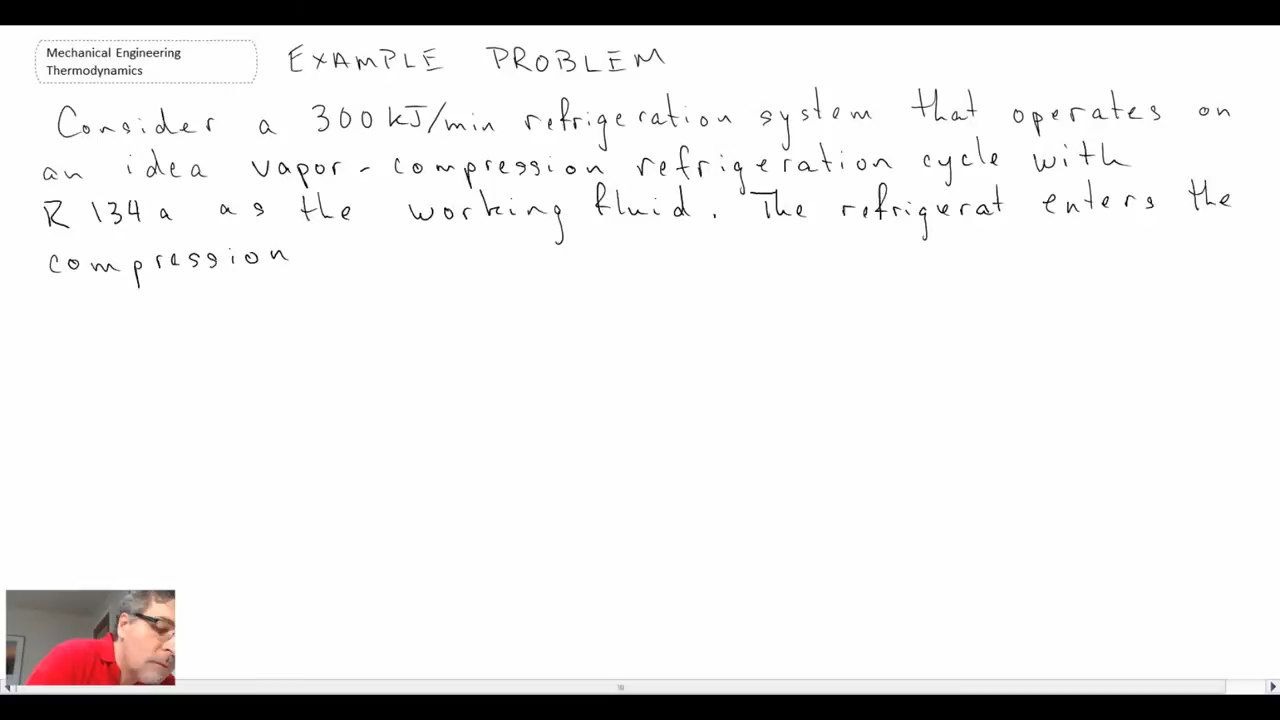 Mechanical Engineering
Thermodynamics
EXAMPLE PROBLEM
Consider a 300 kJ/min refrigeration system that operates on
an idea vapor-compression refrigeration cycle with
R 134 a as the working fluid. The refrigerat enters the
compression